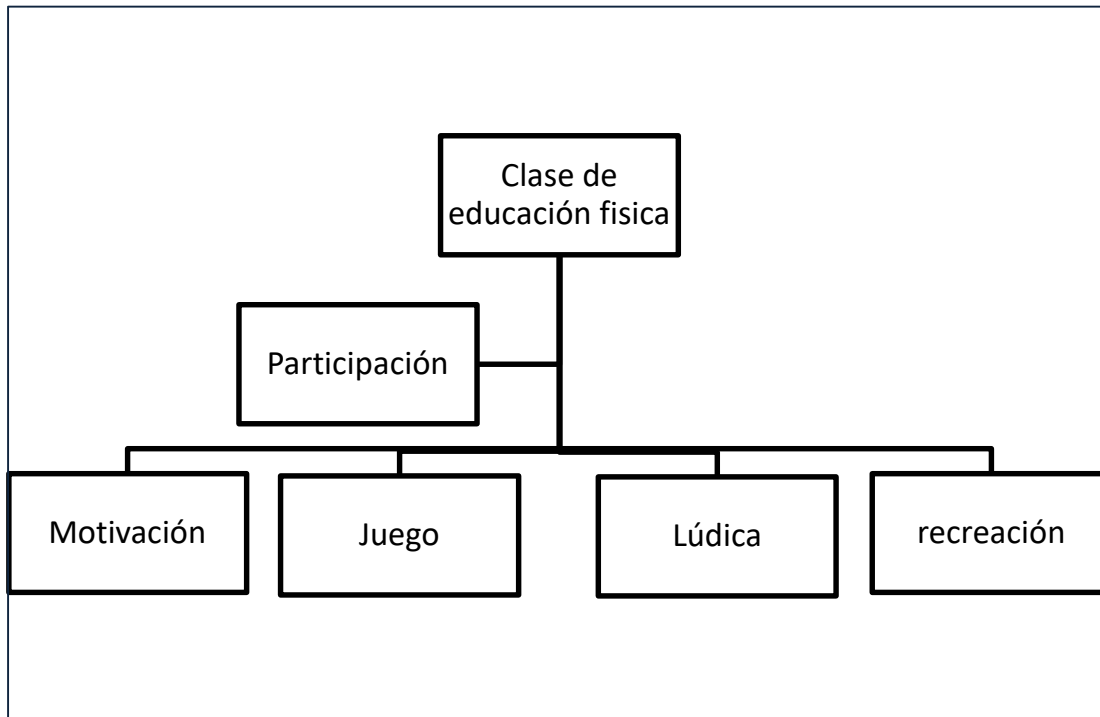 Clase de
educación fisica
Participación
Motivación
Juego
Lúdica
recreación